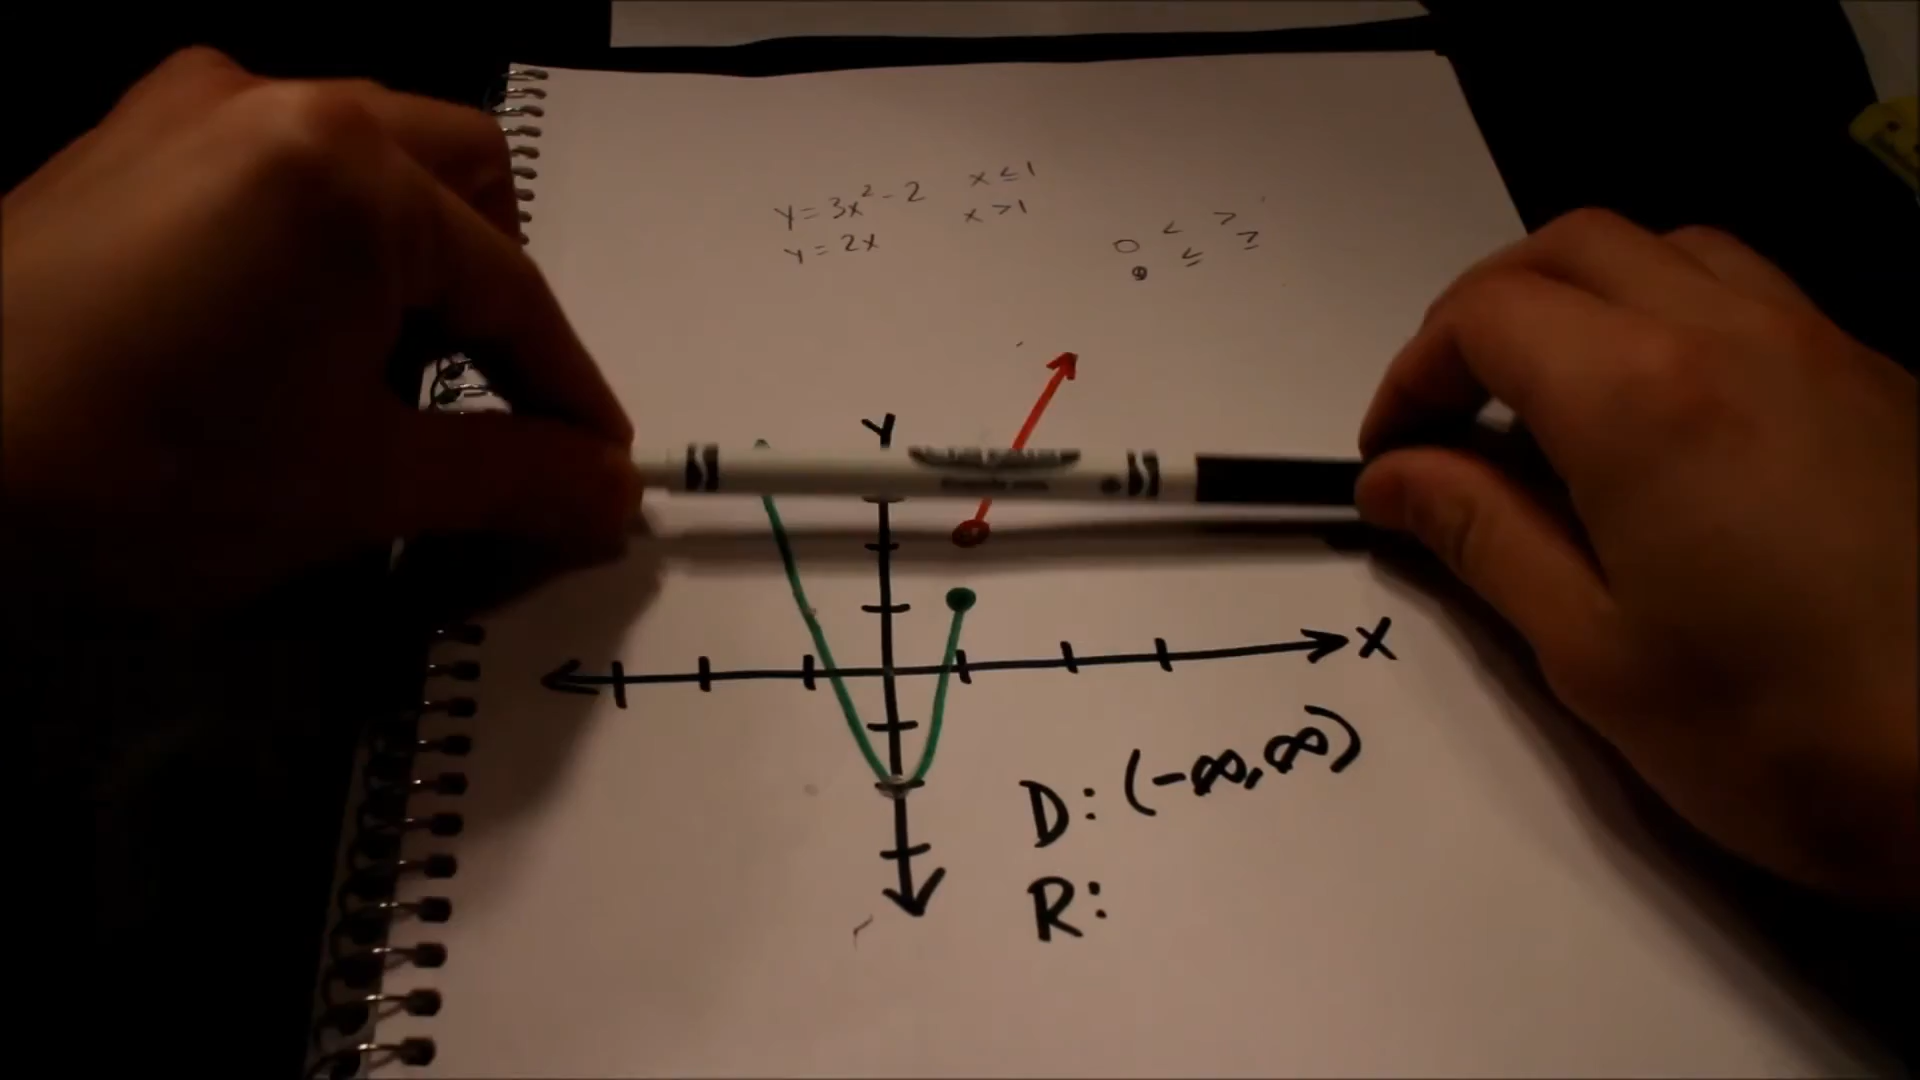 y = 3x² - 2 x ≤ 1
y = 2x x > 1
○ < >
● ≤ ≥
Y
X
D: (-∞, ∞)
R: